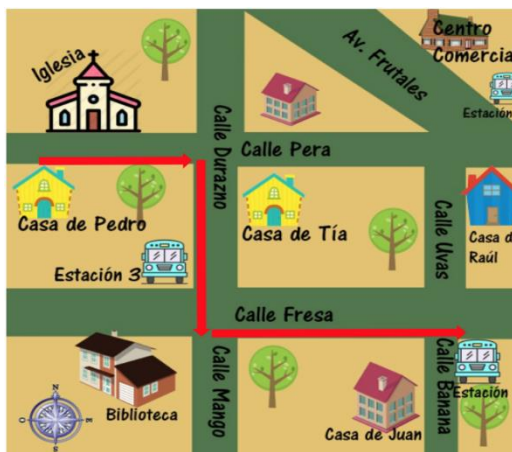 Iglesia
Calle Durazno
Av. Frutales
Centro
Comercia
Estación
Calle Pera
Casa de Pedro
Casa de Tía
Calle Uvas
Casa d
Raúl
Estación 3
Calle Fresa
Biblioteca
Calle Mango
Casa de Juan
Calle Banana
Estación
N